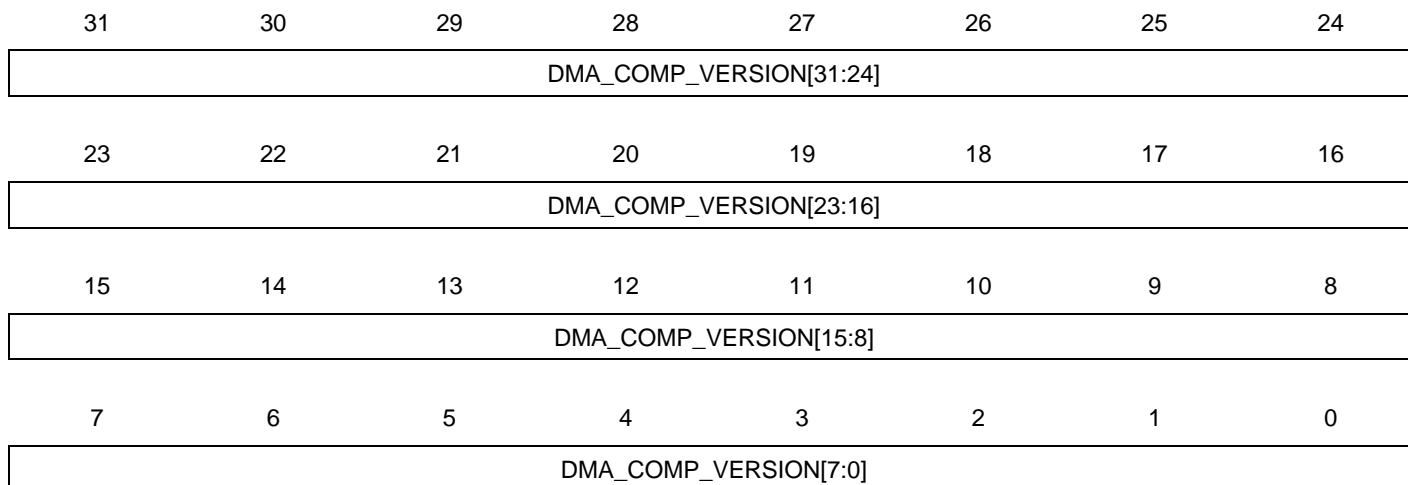 31 30 29 28 27 26 25 24
DMA_COMP_VERSION[31:24]
23 22 21 20 19 18 17 16
DMA_COMP_VERSION[23:16]
15 14 13 12 11 10 9 8
DMA_COMP_VERSION[15:8]
7 6 5 4 3 2 1 0
DMA_COMP_VERSION[7:0]